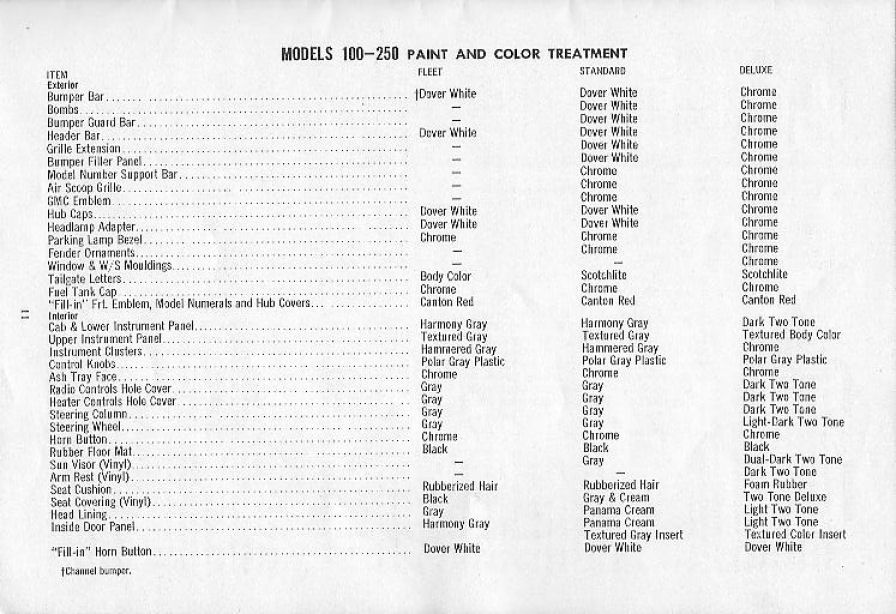 MODELS 100–250 PAINT AND COLOR TREATMENT
ITEM FLEET STANDARD DELUXE
Exterior
Bumper Bar †Dover White Dover White Chrome
Bombs — Dover White Chrome
Bumper Guard Bar — Dover White Chrome
Header Bar Dover White Dover White Chrome
Grille Extension — Dover White Chrome
Bumper Filler Panel — Dover White Chrome
Model Number Support Bar — Chrome Chrome
Air Scoop Grille — Chrome Chrome
GMC Emblem — Chrome Chrome
Hub Caps Dover White Dover White Chrome
Headlamp Adapter Dover White Dover White Chrome
Parking Lamp Bezel Chrome Chrome Chrome
Fender Ornaments — Chrome Chrome
Window & W/S Mouldings — — Chrome
Tailgate Letters Body Color Scotchlite Scotchlite
Fuel Tank Cap Chrome Chrome Chrome
"Fill-in" Frt. Emblem, Model Numerals and Hub Covers Canton Red Canton Red Canton Red
11
Interior
Cab & Lower Instrument Panel Harmony Gray Harmony Gray Dark Two Tone
Upper Instrument Panel Textured Gray Textured Gray Textured Body Color
Instrument Clusters Hammered Gray Hammered Gray Chrome
Control Knobs Polar Gray Plastic Polar Gray Plastic Polar Gray Plastic
Ash Tray Face Chrome Chrome Chrome
Radio Controls Hole Cover Gray Gray Dark Two Tone
Heater Controls Hole Cover Gray Gray Dark Two Tone
Steering Column Gray Gray Dark Two Tone
Steering Wheel Gray Gray Light-Dark Two Tone
Horn Button Chrome Chrome Chrome
Rubber Floor Mat Black Black Black
Sun Visor (Vinyl) — Gray Dual-Dark Two Tone
Arm Rest (Vinyl) — — Dark Two Tone
Seat Cushion Rubberized Hair Rubberized Hair Foam Rubber
Seat Covering (Vinyl) Black Gray & Cream Two Tone Deluxe
Head Lining Gray Panama Cream Light Two Tone
Inside Door Panel Harmony Gray Panama Cream Light Two Tone
Textured Gray Insert Textured Color Insert
"Fill-in" Horn Button Dover White Dover White Dover White
†Channel bumper.